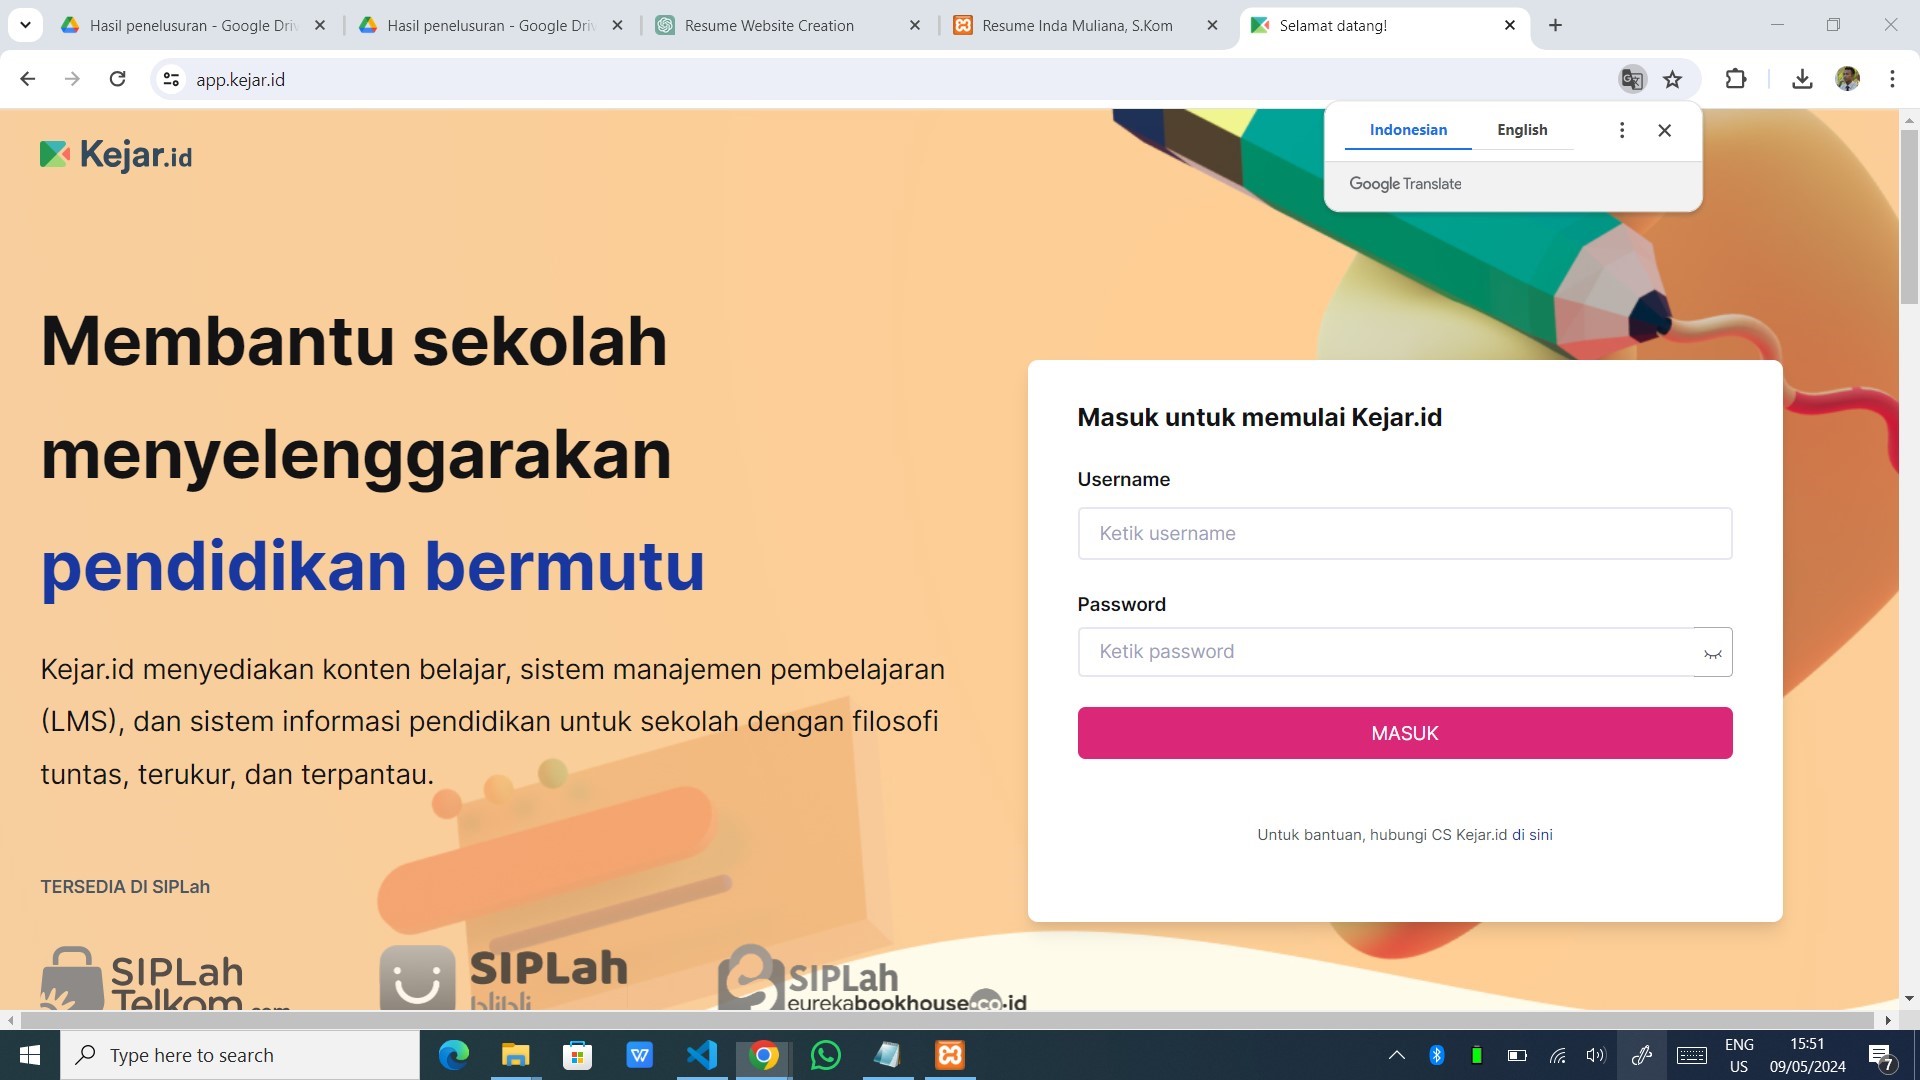 Hasil penelusuran - Google Driv
Hasil penelusuran - Google Driv
Resume Website Creation
Resume Inda Muliana, S.Kom
Selamat datang!
app.kejar.id
Indonesian
English
Google Translate
Kejar.id
Membantu sekolah
menyelenggarakan
pendidikan bermutu
Kejar.id menyediakan konten belajar, sistem manajemen pembelajaran
(LMS), dan sistem informasi pendidikan untuk sekolah dengan filosofi
tuntas, terukur, dan terpantau.
TERSEDIA DI SIPLah
SIPLah
Telkom.com
SIPLah
blibli
SIPLah
eurekabookhouse.co.id
Masuk untuk memulai Kejar.id
Username
Ketik username
Password
Ketik password
MASUK
Untuk bantuan, hubungi CS Kejar.id di sini
Type here to search
ENG
US
15:51
09/05/2024
7